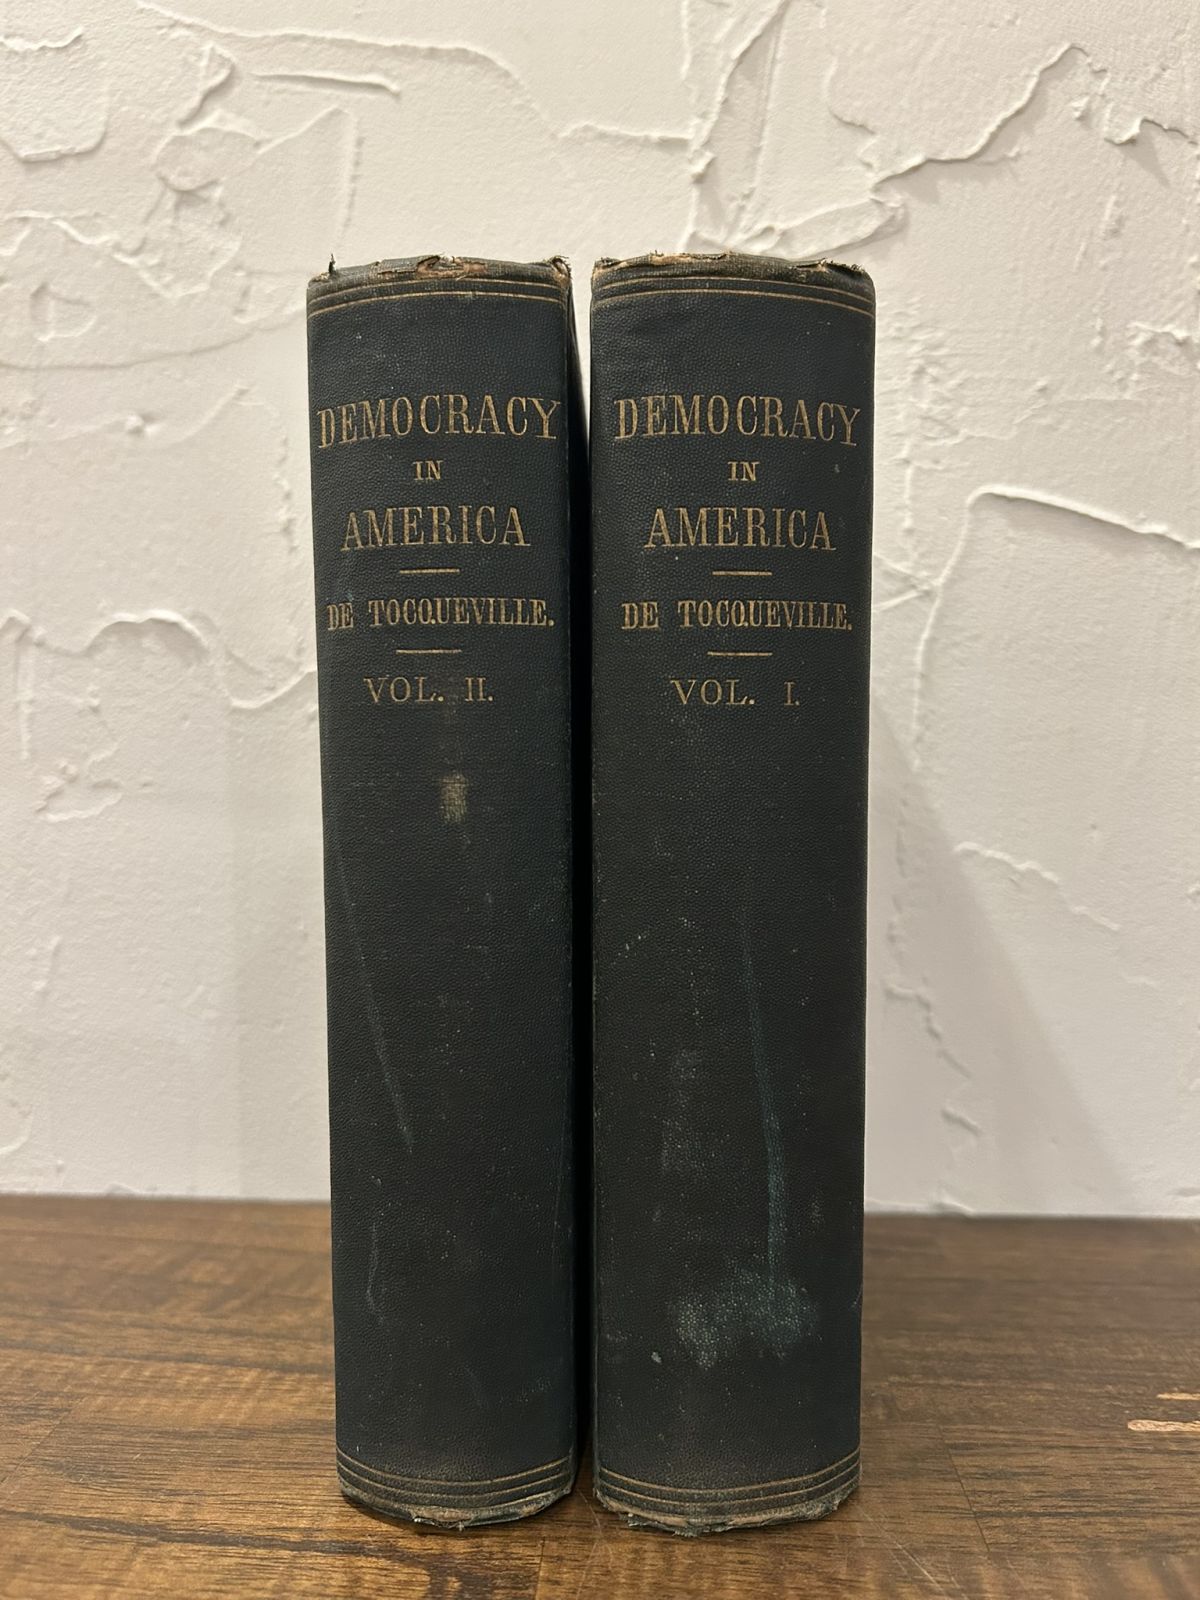 DEMOCRACY
IN
AMERICA
DE TOCQUEVILLE.
VOL. II.
DEMOCRACY
IN
AMERICA
DE TOCQUEVILLE.
VOL. I.